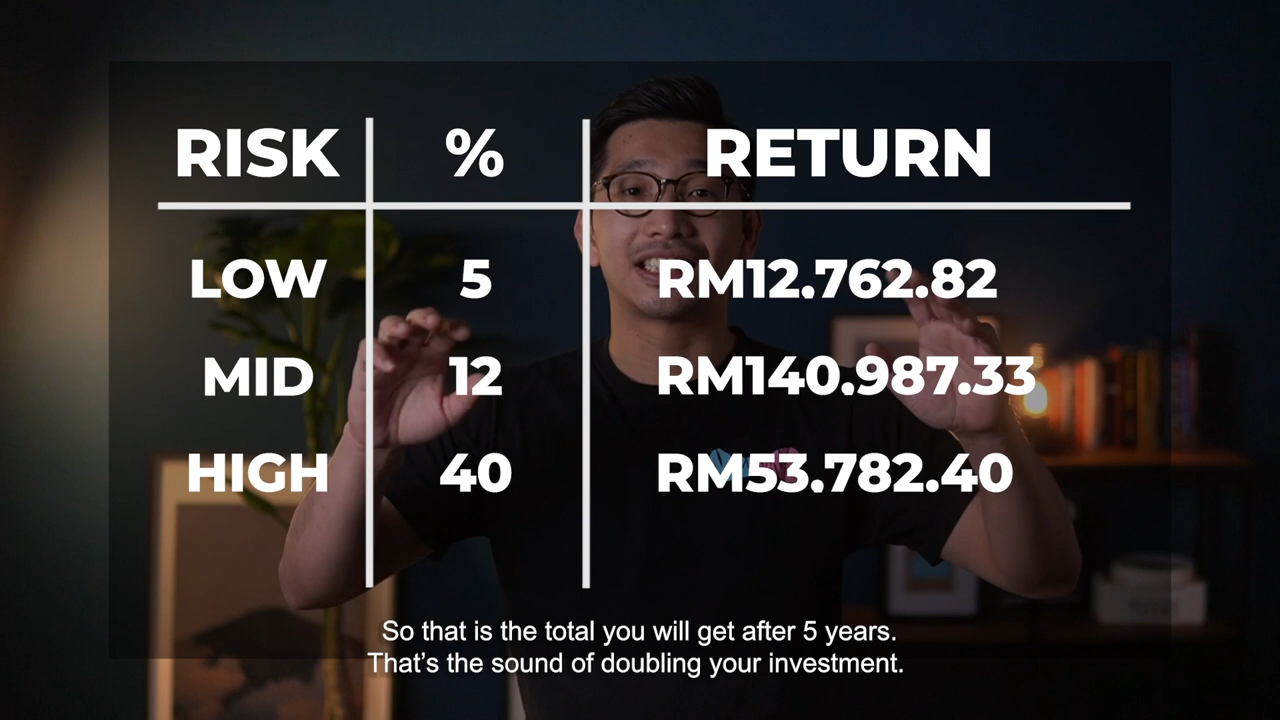 RISK % RETURN
LOW 5 RM12.762.82
MID 12 RM140.987.33
HIGH 40 RM53.782.40
So that is the total you will get after 5 years.
That’s the sound of doubling your investment.